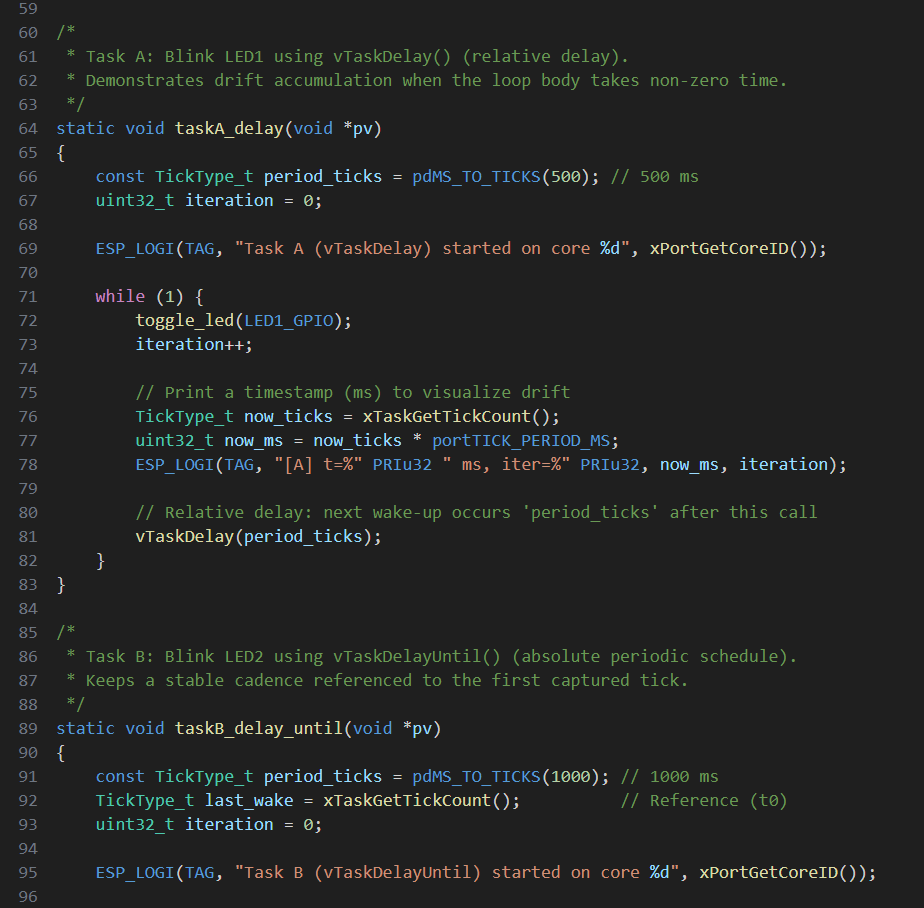 59
60 /*
61  * Task A: Blink LED1 using vTaskDelay() (relative delay).
62  * Demonstrates drift accumulation when the loop body takes non-zero time.
63  */
64 static void taskA_delay(void *pv)
65 {
66     const TickType_t period_ticks = pdMS_TO_TICKS(500); // 500 ms
67     uint32_t iteration = 0;
68
69     ESP_LOGI(TAG, "Task A (vTaskDelay) started on core %d", xPortGetCoreID());
70
71     while (1) {
72         toggle_led(LED1_GPIO);
73         iteration++;
74
75         // Print a timestamp (ms) to visualize drift
76         TickType_t now_ticks = xTaskGetTickCount();
77         uint32_t now_ms = now_ticks * portTICK_PERIOD_MS;
78         ESP_LOGI(TAG, "[A] t=%" PRIu32 " ms, iter=%" PRIu32, now_ms, iteration);
79
80         // Relative delay: next wake-up occurs 'period_ticks' after this call
81         vTaskDelay(period_ticks);
82     }
83 }
84
85 /*
86  * Task B: Blink LED2 using vTaskDelayUntil() (absolute periodic schedule).
87  * Keeps a stable cadence referenced to the first captured tick.
88  */
89 static void taskB_delay_until(void *pv)
90 {
91     const TickType_t period_ticks = pdMS_TO_TICKS(1000); // 1000 ms
92     TickType_t last_wake = xTaskGetTickCount();          // Reference (t0)
93     uint32_t iteration = 0;
94
95     ESP_LOGI(TAG, "Task B (vTaskDelayUntil) started on core %d", xPortGetCoreID());
96